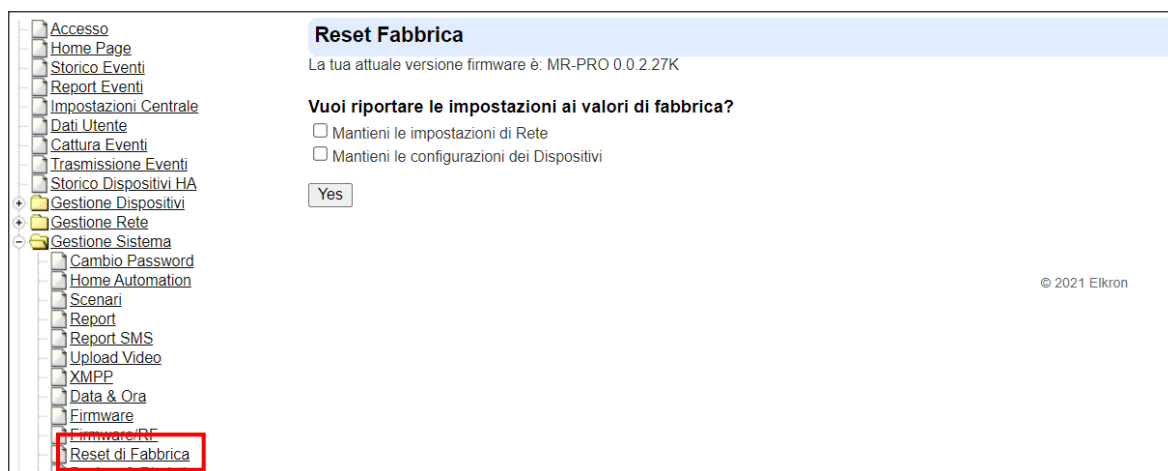 Accesso
Home Page
Storico Eventi
Report Eventi
Impostazioni Centrale
Dati Utente
Cattura Eventi
Trasmissione Eventi
Storico Dispositivi HA
Gestione Dispositivi
Gestione Rete
Gestione Sistema
Cambio Password
Home Automation
Scenari
Report
Report SMS
Upload Video
XMPP
Data & Ora
Firmware
Firmware/RF
Reset di Fabbrica
Reset Fabbrica
La tua attuale versione firmware è: MR-PRO 0.0.2.27K
Vuoi riportare le impostazioni ai valori di fabbrica?
Mantieni le impostazioni di Rete
Mantieni le configurazioni dei Dispositivi
Yes
© 2021 Elkron